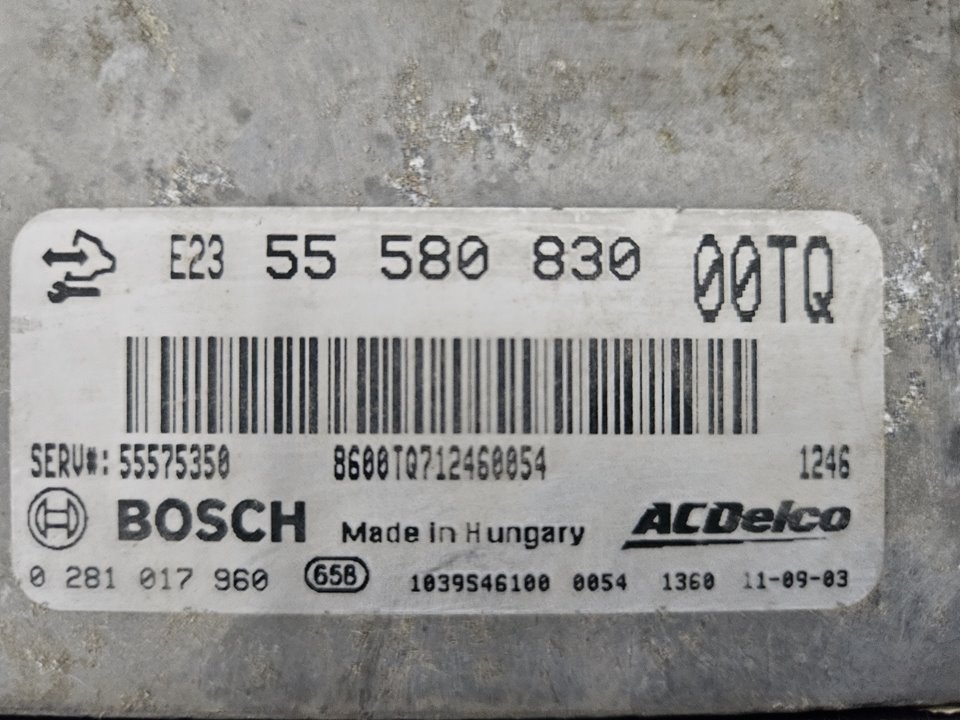 E23 55 580 830 00TQ
SERV#: 55575350 8600TQ712460054 1246
BOSCH Made in Hungary ACDelco
0 281 017 960 65B 1039S46100 0054 1360 11-09-03